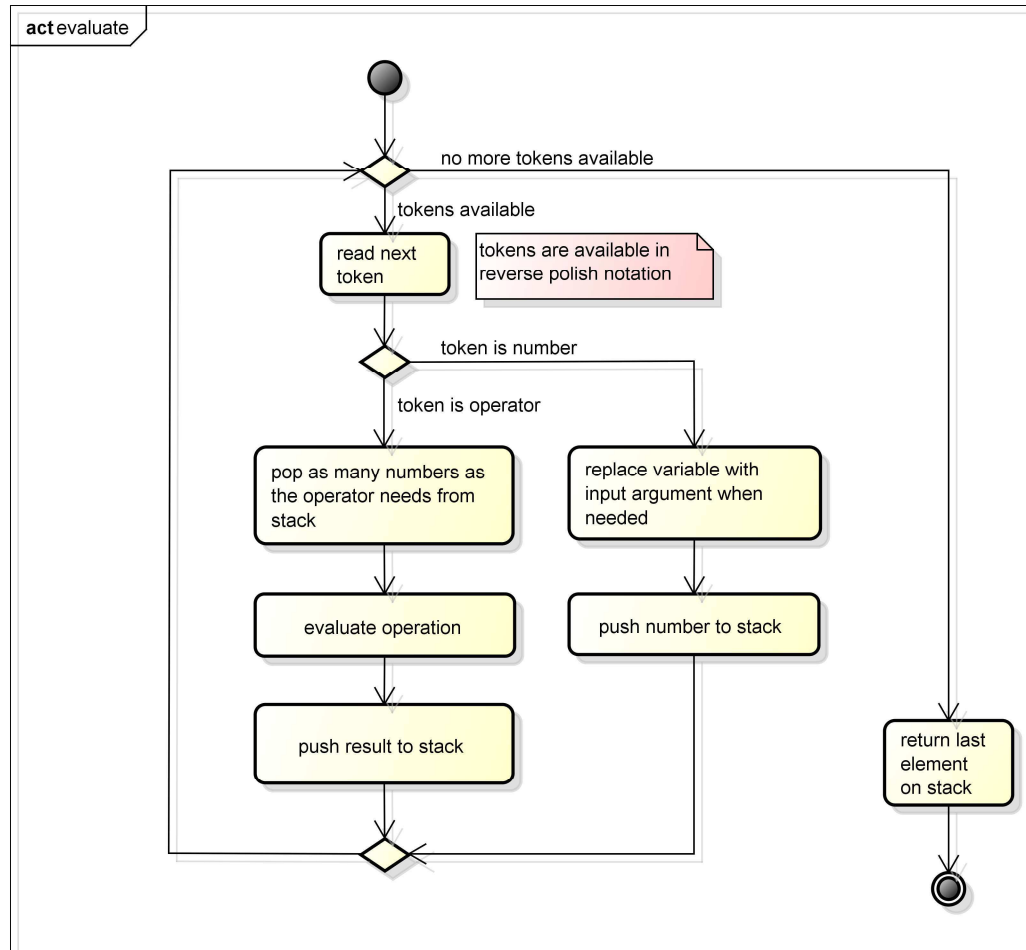 act evaluate
no more tokens available
tokens available
read next
token
tokens are available in
reverse polish notation
token is number
token is operator
pop as many numbers as
the operator needs from
stack
replace variable with
input argument when
needed
evaluate operation
push number to stack
push result to stack
return last
element
on stack